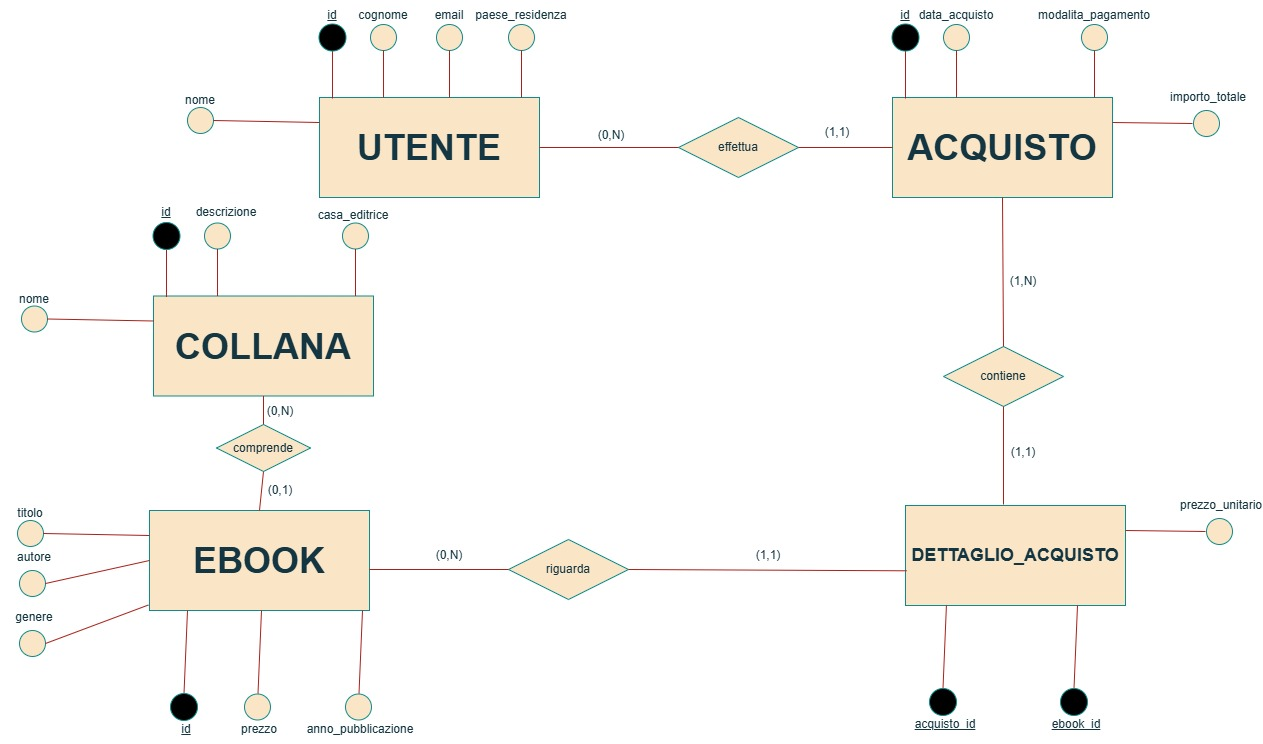 id
cognome
email
paese_residenza
id
data_acquisto
modalita_pagamento
nome
importo_totale
UTENTE
(0,N)
effettua
(1,1)
ACQUISTO
id
descrizione
casa_editrice
nome
COLLANA
(1,N)
contiene
(0,N)
comprende
(1,1)
(0,1)
titolo
autore
genere
EBOOK
(0,N)
riguarda
(1,1)
DETTAGLIO_ACQUISTO
prezzo_unitario
id
prezzo
anno_pubblicazione
acquisto_id
ebook_id